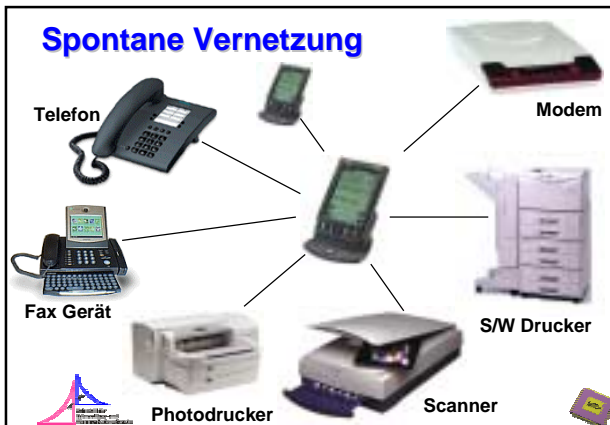 Spontane Vernetzung
Telefon
Modem
Fax Gerät
S/W Drucker
Photodrucker
Scanner